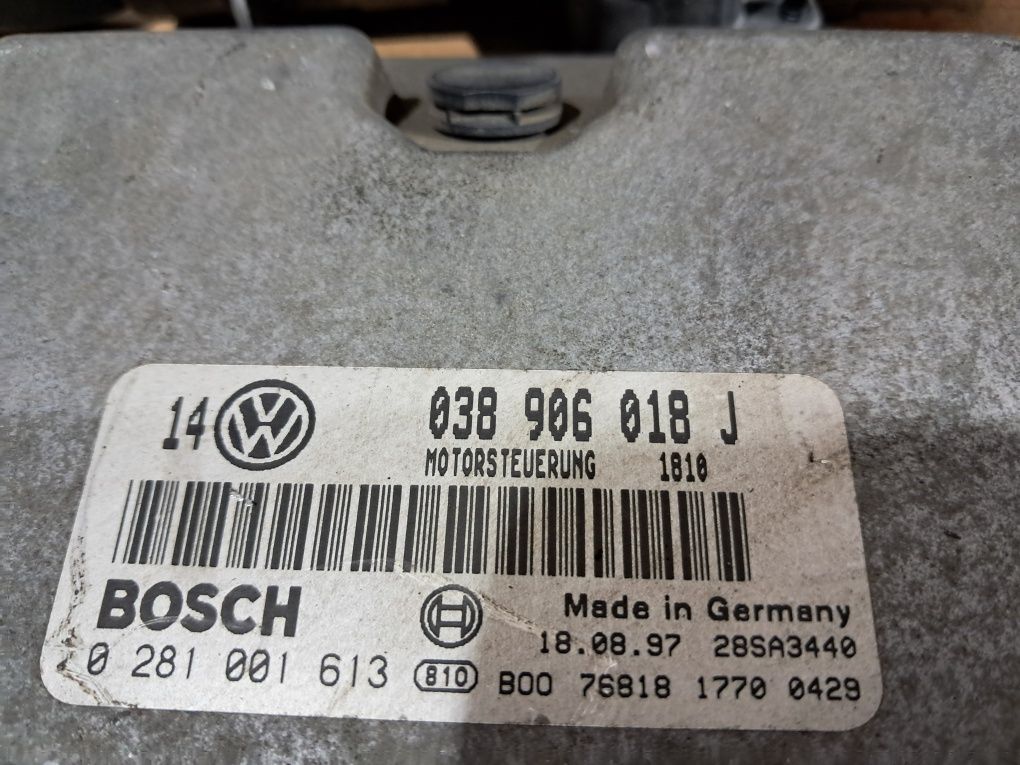 14 038 906 018 J
MOTORSTEUERUNG 1810
BOSCH Made in Germany
18.08.97 28SA3440
0 281 001 613 810 B00 76818 1770 0429